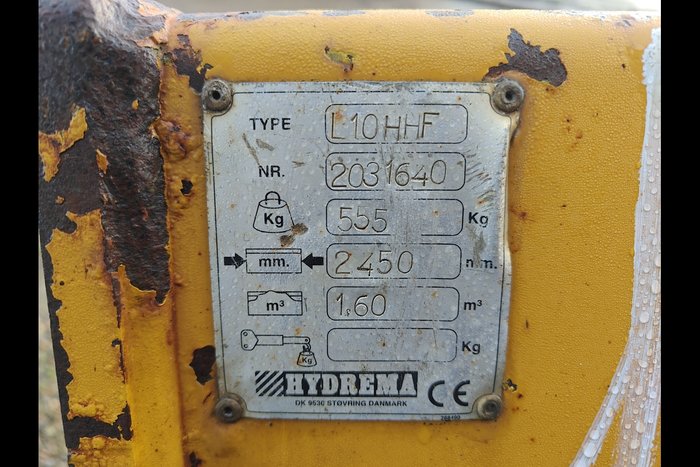 TYPE L10HHF
NR. 2031640
Kg 555 Kg
mm. 2450 mm.
m³ 1.60 m³
Kg Kg
HYDREMA CE
DK 9530 STØVRING DANMARK